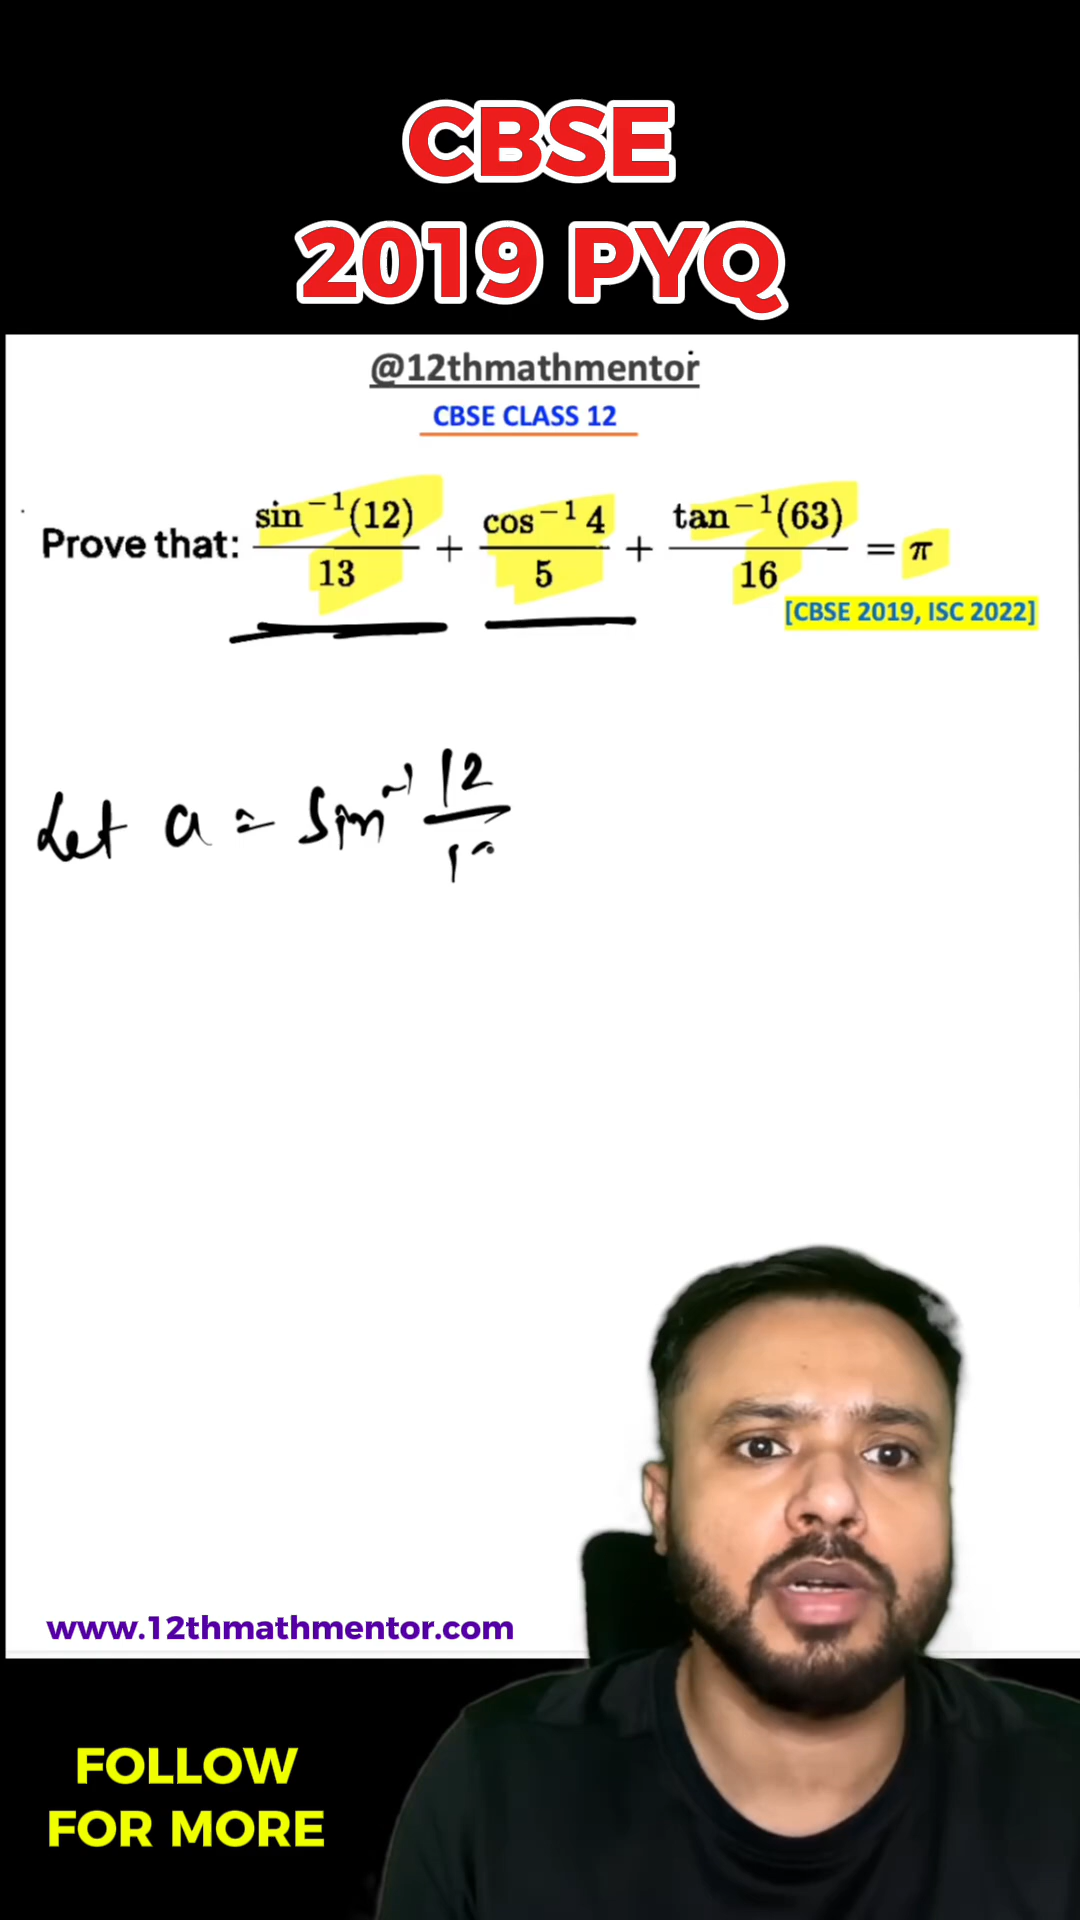 CBSE
2019 PYQ
@12thmathmentor
CBSE CLASS 12
Prove that: sin⁻¹(12)/13 + cos⁻¹4/5 + tan⁻¹(63)/16 = π
[CBSE 2019, ISC 2022]
Let a = sin⁻¹ 12/
www.12thmathmentor.com
FOLLOW
FOR MORE